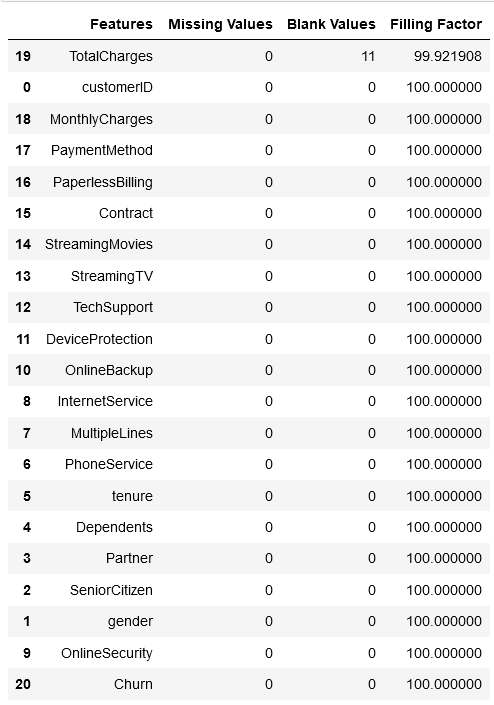 Features Missing Values Blank Values Filling Factor
19 TotalCharges 0 11 99.921908
0 customerID 0 0 100.000000
18 MonthlyCharges 0 0 100.000000
17 PaymentMethod 0 0 100.000000
16 PaperlessBilling 0 0 100.000000
15 Contract 0 0 100.000000
14 StreamingMovies 0 0 100.000000
13 StreamingTV 0 0 100.000000
12 TechSupport 0 0 100.000000
11 DeviceProtection 0 0 100.000000
10 OnlineBackup 0 0 100.000000
8 InternetService 0 0 100.000000
7 MultipleLines 0 0 100.000000
6 PhoneService 0 0 100.000000
5 tenure 0 0 100.000000
4 Dependents 0 0 100.000000
3 Partner 0 0 100.000000
2 SeniorCitizen 0 0 100.000000
1 gender 0 0 100.000000
9 OnlineSecurity 0 0 100.000000
20 Churn 0 0 100.000000